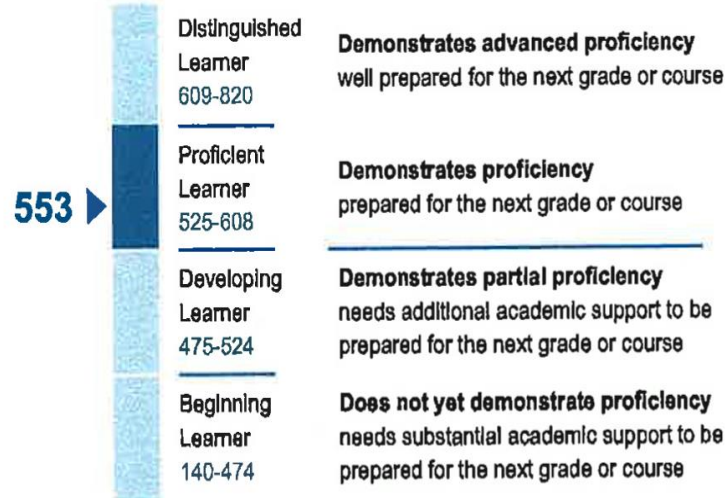 Distinguished
Learner
609-820
Demonstrates advanced proficiency
well prepared for the next grade or course
553
Proficient
Learner
525-608
Demonstrates proficiency
prepared for the next grade or course
Developing
Learner
475-524
Demonstrates partial proficiency
needs additional academic support to be
prepared for the next grade or course
Beginning
Learner
140-474
Does not yet demonstrate proficiency
needs substantial academic support to be
prepared for the next grade or course